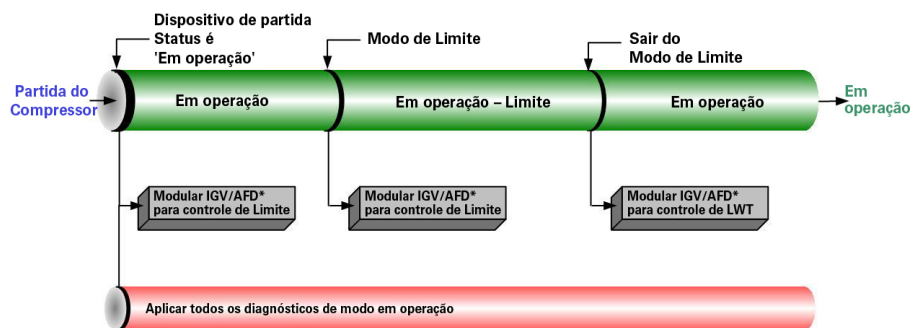 Dispositivo de partida
Status é
'Em operação'
Modo de Limite
Sair do
Modo de Limite
Partida do
Compressor
Em operação
Em operação – Limite
Em operação
Em
operação
Modular IGV/AFD*
para controle de Limite
Modular IGV/AFD*
para controle de Limite
Modular IGV/AFD*
para controle de LWT
Aplicar todos os diagnósticos de modo em operação